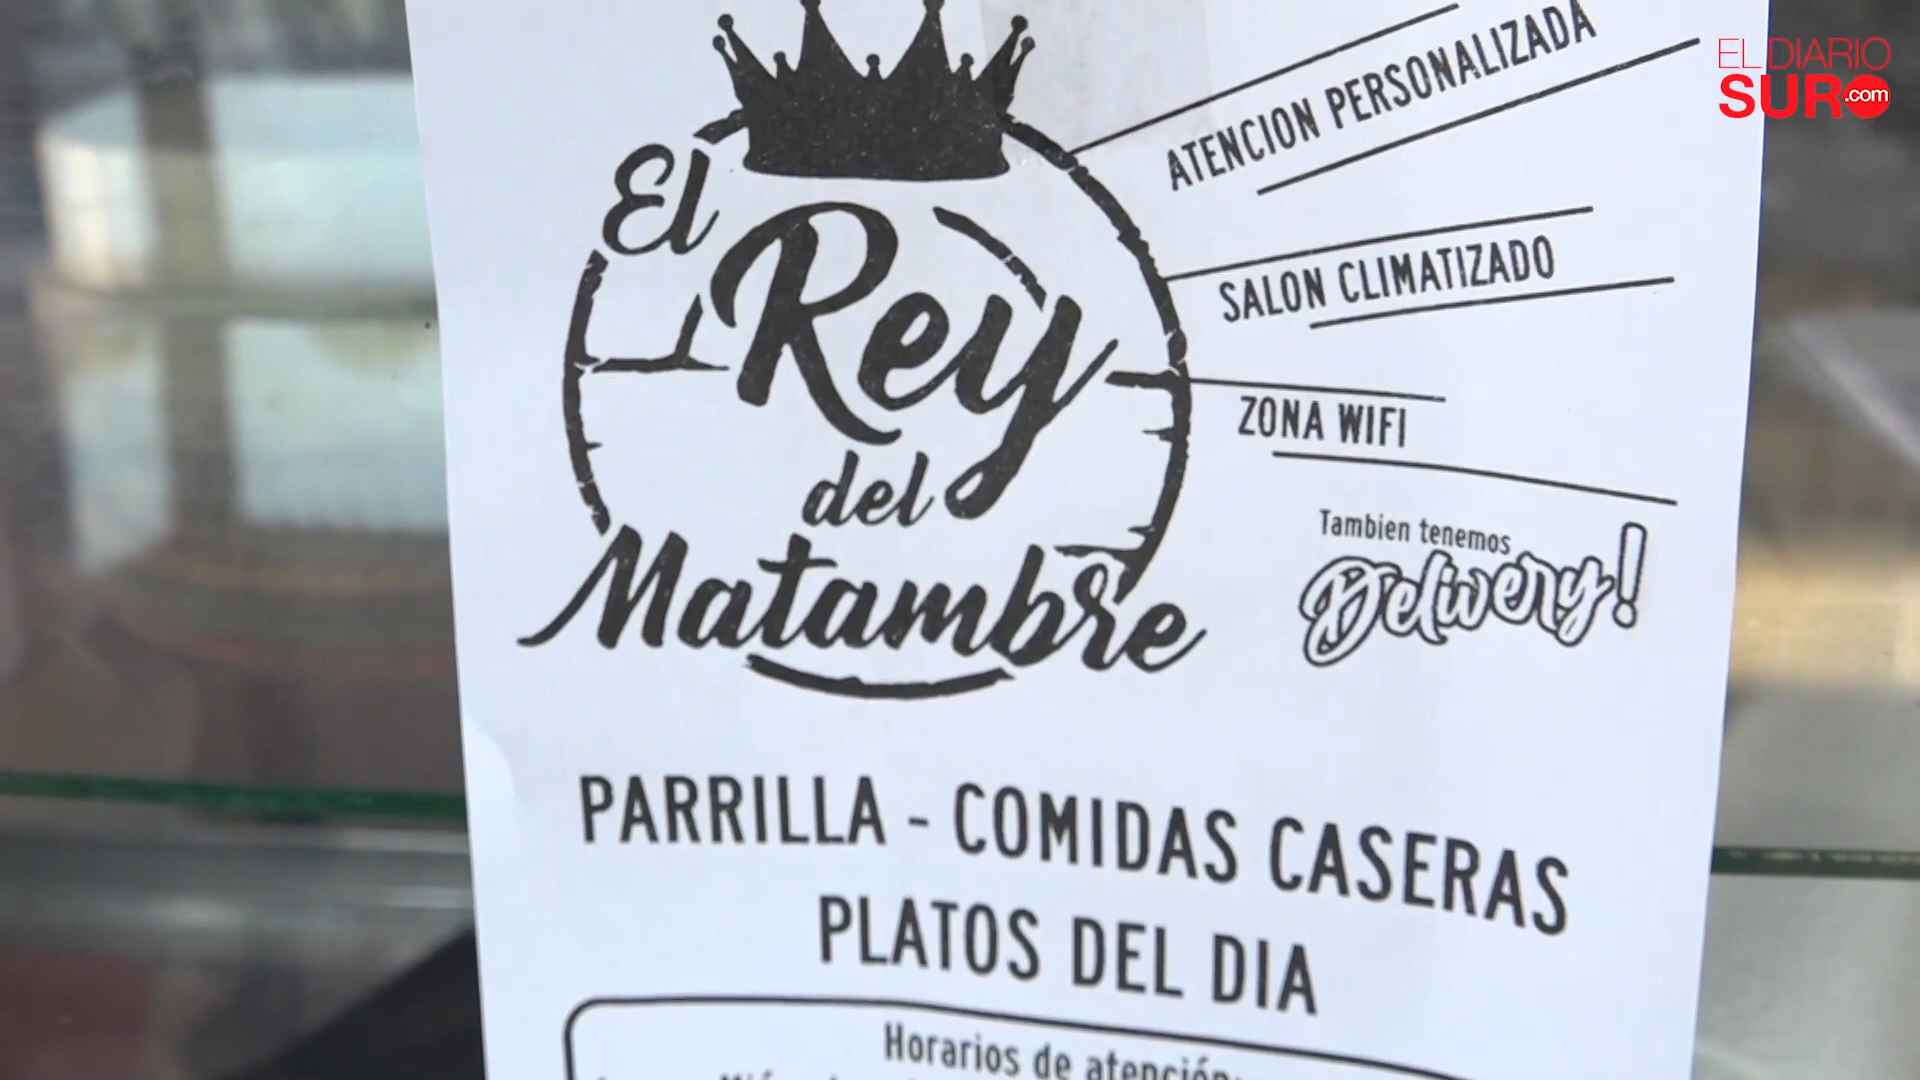 EL DIARIO
SUR.com
El
Rey
del
Matambre
ATENCION PERSONALIZADA
SALON CLIMATIZADO
ZONA WIFI
Tambien tenemos
Delivery!
PARRILLA - COMIDAS CASERAS
PLATOS DEL DIA
Horarios de atención